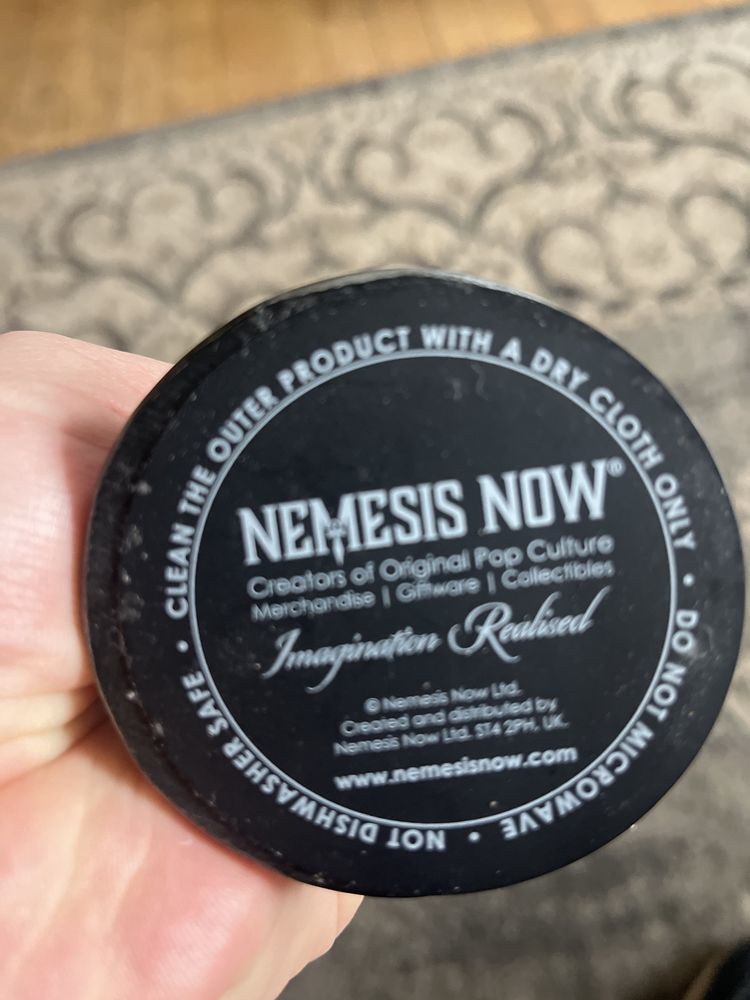 CLEAN THE OUTER PRODUCT WITH A DRY CLOTH ONLY • DO NOT MICROWAVE • NOT DISHWASHER SAFE •
NEMESIS NOW®
Creators of Original Pop Culture
Merchandise | Giftware | Collectibles
Imagination Realised
© Nemesis Now Ltd.
Created and distributed by
Nemesis Now Ltd. ST4 2PH, UK.
www.nemesisnow.com